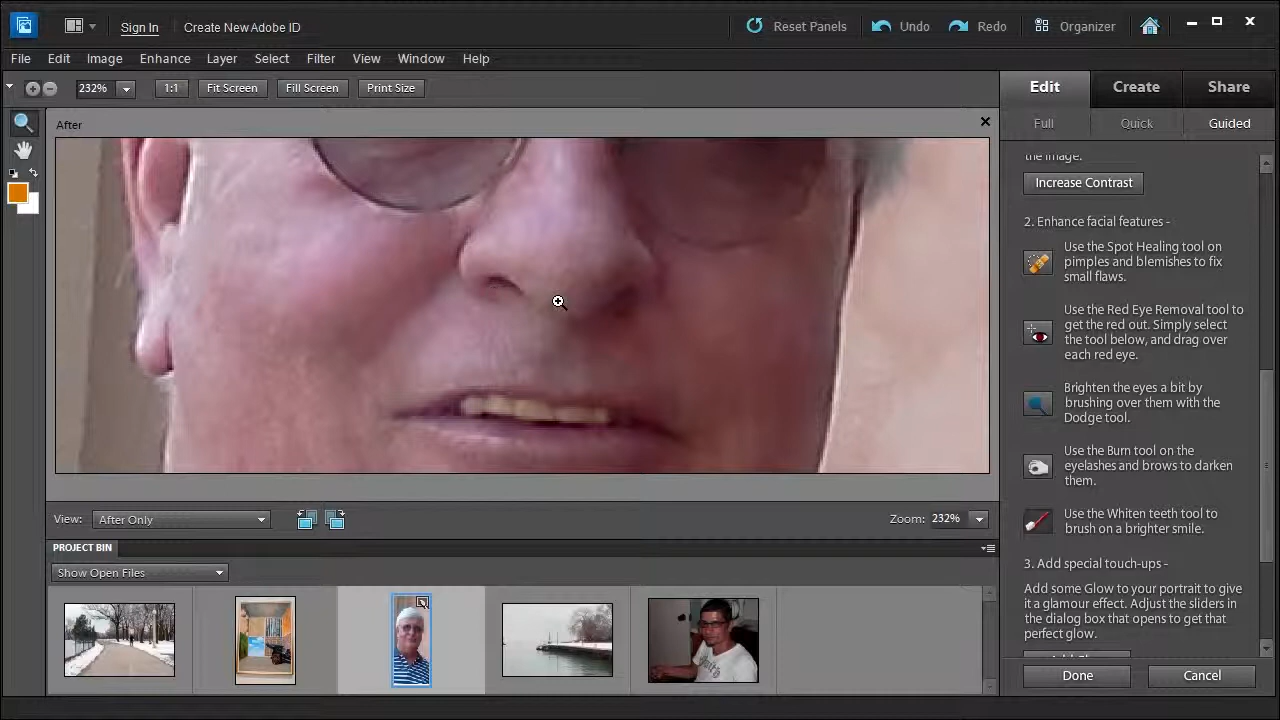 Sign In Create New Adobe ID Reset Panels Undo Redo Organizer
File Edit Image Enhance Layer Select Filter View Window Help
232% 1:1 Fit Screen Fill Screen Print Size
Edit Create Share
After
Full Quick Guided
the image.
Increase Contrast
2. Enhance facial features -
Use the Spot Healing tool on
pimples and blemishes to fix
small flaws.
Use the Red Eye Removal tool to
get the red out. Simply select
the tool below, and drag over
each red eye.
Brighten the eyes a bit by
brushing over them with the
Dodge tool.
Use the Burn tool on the
eyelashes and brows to darken
them.
Use the Whiten teeth tool to
brush on a brighter smile.
3. Add special touch-ups -
Add some Glow to your portrait to give
it a glamour effect. Adjust the sliders in
the dialog box that opens to get that
perfect glow.
Done Cancel
View: After Only Zoom: 232%
PROJECT BIN
Show Open Files